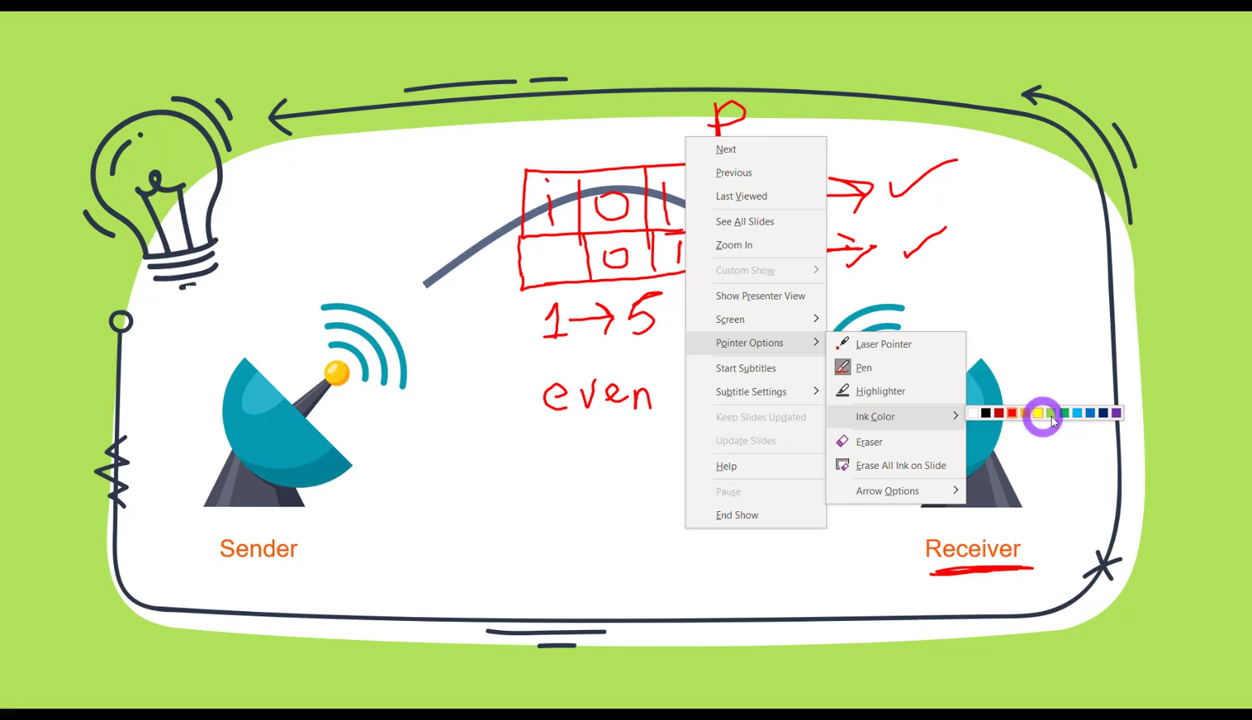 P
1 0 1
0 1
1 → 5
even
Next
Previous
Last Viewed
See All Slides
Zoom In
Custom Show
Show Presenter View
Screen
Pointer Options
Start Subtitles
Subtitle Settings
Keep Slides Updated
Update Slides
Help
Pause
End Show
Laser Pointer
Pen
Highlighter
Ink Color
Eraser
Erase All Ink on Slide
Arrow Options
Sender
Receiver